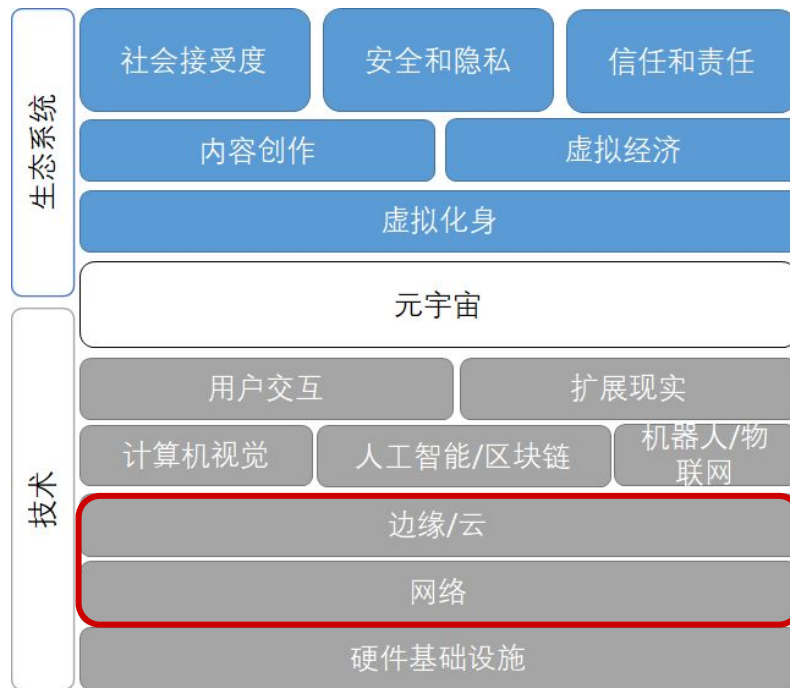 生态系统
社会接受度
安全和隐私
信任和责任
内容创作
虚拟经济
虚拟化身
元宇宙
技术
用户交互
扩展现实
计算机视觉
人工智能/区块链
机器人/物
联网
边缘/云
网络
硬件基础设施